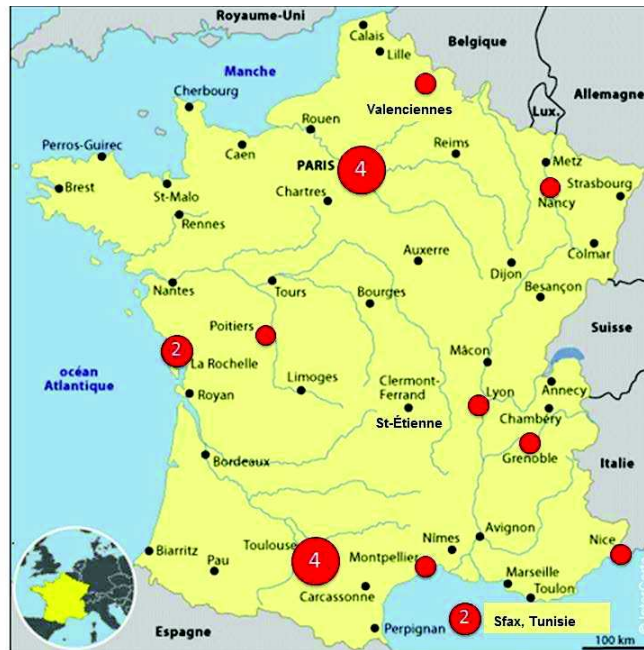 Royaume-Uni
Calais
Lille
Belgique
Manche
Allemagne
Cherbourg
Valenciennes
Lux.
Rouen
Perros-Guirec
Caen
PARIS
4
Reims
Metz
Strasbourg
Brest
St-Malo
Chartres
Nancy
Rennes
Auxerre
Colmar
Dijon
Nantes
Tours
Bourges
Besançon
Poitiers
Suisse
2
La Rochelle
Mâcon
océan
Atlantique
Royan
Limoges
Clermont-
Ferrand
Lyon
Annecy
St-Étienne
Chambéry
Grenoble
Bordeaux
Italie
Avignon
Toulouse
4
Nîmes
Nice
Biarritz
Pau
Montpellier
Carcassonne
Marseille
Toulon
2
Sfax, Tunisie
Espagne
Perpignan
100 km